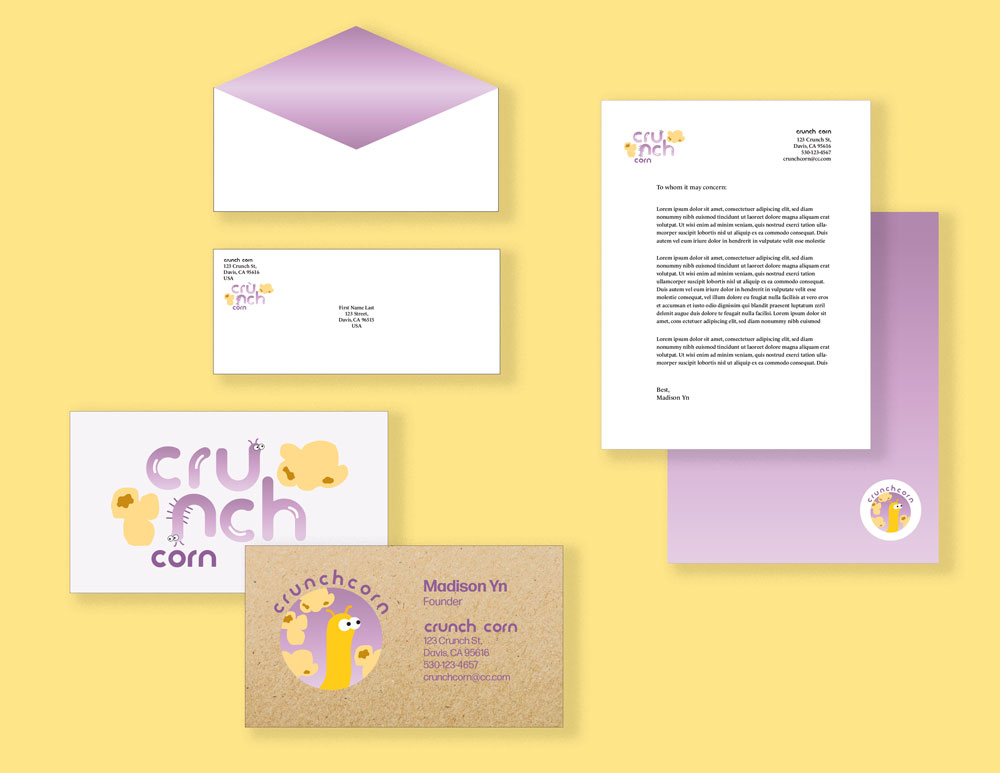 crunch corn
123 Crunch St,
Davis, CA 95616
USA
crunch
corn
First Name Last
123 Street,
Davis, CA 96515
USA
crunch
corn
crunch corn
123 Crunch St,
Davis, CA 95616
530-123-4567
crunchcorn@cc.com
To whom it may concern:
Lorem ipsum dolor sit amet, consectetuer adipiscing elit, sed diam
nonummy nibh euismod tincidunt ut laoreet dolore magna aliquam erat
volutpat. Ut wisi enim ad minim veniam, quis nostrud exerci tation ulla-
mcorper suscipit lobortis nisl ut aliquip ex ea commodo consequat. Duis
autem vel eum iriure dolor in hendrerit in vulputate velit esse molestie
Lorem ipsum dolor sit amet, consectetuer adipiscing elit, sed diam
nonummy nibh euismod tincidunt ut laoreet dolore magna aliquam erat
volutpat. Ut wisi enim ad minim veniam, quis nostrud exerci tation
ullamcorper suscipit lobortis nisl ut aliquip ex ea commodo consequat.
Duis autem vel eum iriure dolor in hendrerit in vulputate velit esse
molestie consequat, vel illum dolore eu feugiat nulla facilisis at vero eros
et accumsan et iusto odio dignissim qui blandit praesent luptatum zzril
delenit augue duis dolore te feugait nulla facilisi. Lorem ipsum dolor sit
amet, com ectetuer adipiscing elit, sed diam nonummy nibh euismod
Lorem ipsum dolor sit amet, consectetuer adipiscing elit, sed diam
nonummy nibh euismod tincidunt ut laoreet dolore magna aliquam erat
volutpat. Ut wisi enim ad minim veniam, quis nostrud exerci tation ulla-
mcorper suscipit lobortis nisl ut aliquip ex ea commodo consequat. Duis
Best,
Madison Yn
crunchcorn
cru
nch
corn
crunchcorn
Madison Yn
Founder
crunch corn
123 Crunch St,
Davis, CA 95616
530-123-4657
crunchcorn@cc.com